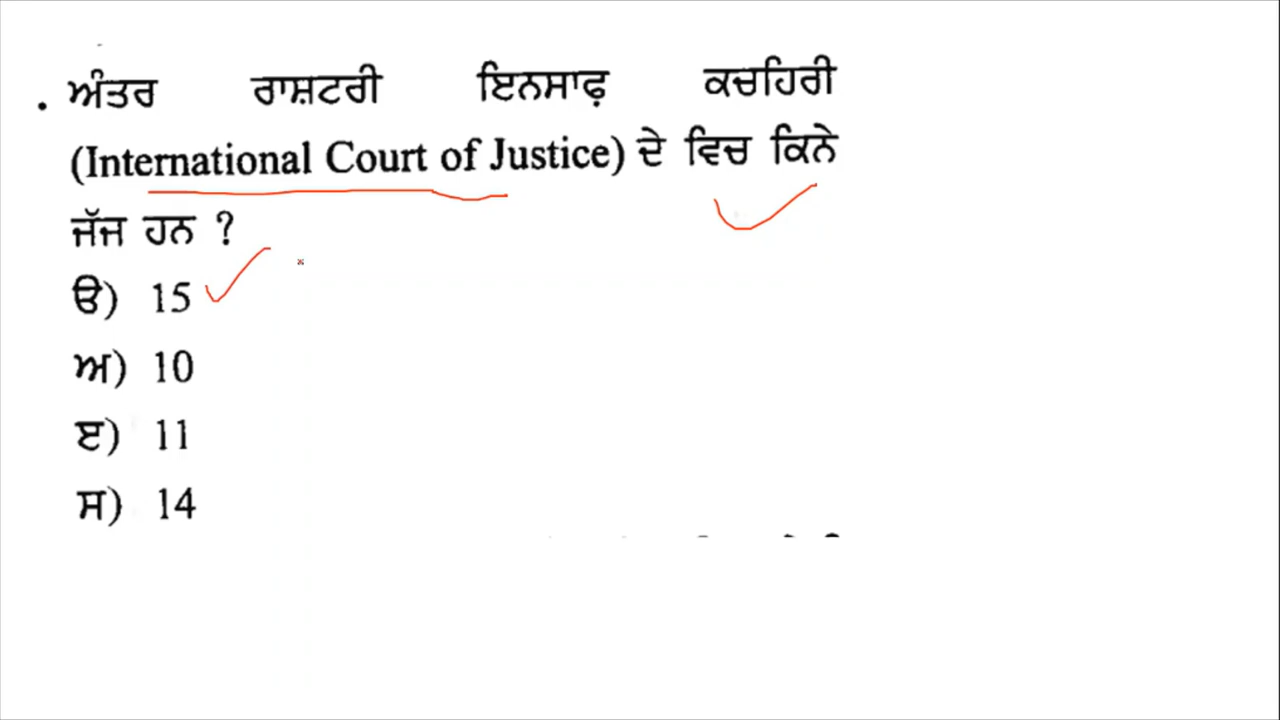 . ਅੰਤਰ ਰਾਸ਼ਟਰੀ ਇਨਸਾਫ਼ ਕਚਹਿਰੀ
(International Court of Justice) ਦੇ ਵਿਚ ਕਿਨੇ
ਜੱਜ ਹਨ ?
ੳ) 15
ਅ) 10
ੲ) 11
ਸ) 14